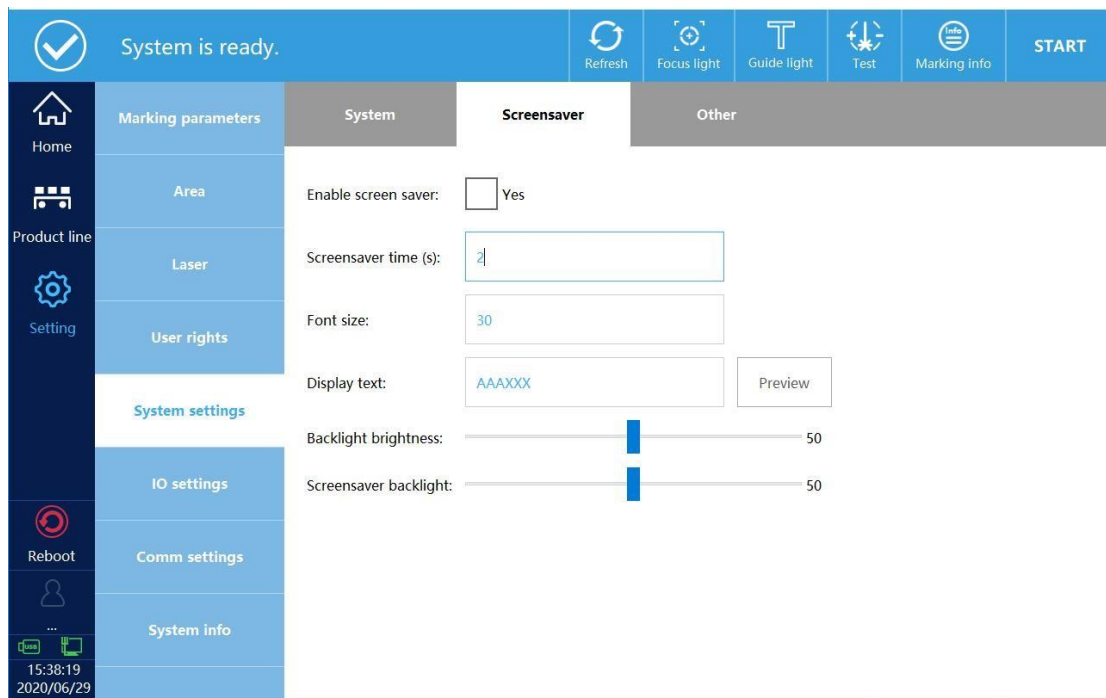 System is ready.
Refresh
Focus light
Guide light
Test
Info
Marking info
START
Home
Product line
Setting
Reboot
...
USB
15:38:19
2020/06/29
Marking parameters
Area
Laser
User rights
System settings
IO settings
Comm settings
System info
System
Screensaver
Other
Enable screen saver: Yes
Screensaver time (s): 2
Font size: 30
Display text: AAAXXX Preview
Backlight brightness: 50
Screensaver backlight: 50